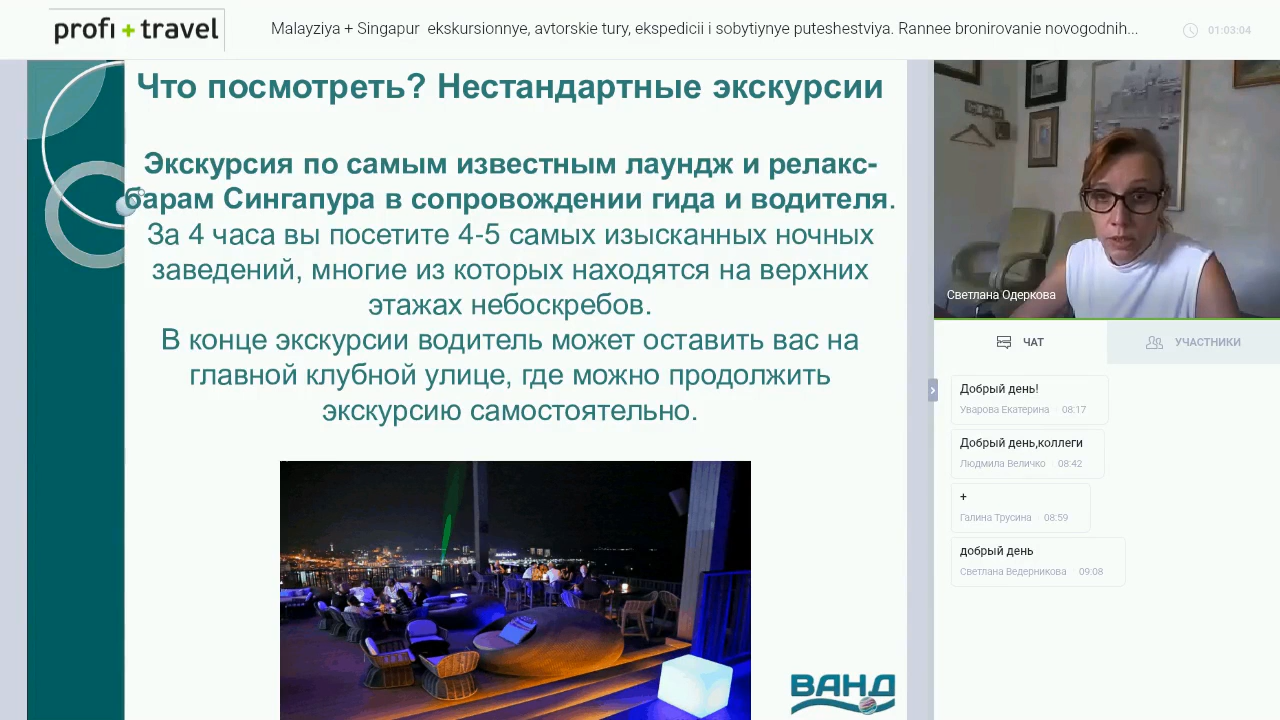 profi + travel
Malayziya + Singapur ekskursionnye, avtorskie tury, ekspedicii i sobytiynye puteshestviya. Rannee bronirovanie novogodnih...
01:03:04
Что посмотреть? Нестандартные экскурсии
Экскурсия по самым известным лаундж и релакс-
барам Сингапура в сопровождении гида и водителя.
За 4 часа вы посетите 4-5 самых изысканных ночных
заведений, многие из которых находятся на верхних
этажах небоскребов.
В конце экскурсии водитель может оставить вас на
главной клубной улице, где можно продолжить
экскурсию самостоятельно.
ВАНД
Светлана Одеркова
ЧАТ
УЧАСТНИКИ
Добрый день!
Уварова Екатерина 08:17
Добрый день,коллеги
Людмила Величко 08:42
+
Галина Трусина 08:59
добрый день
Светлана Ведерникова 09:08